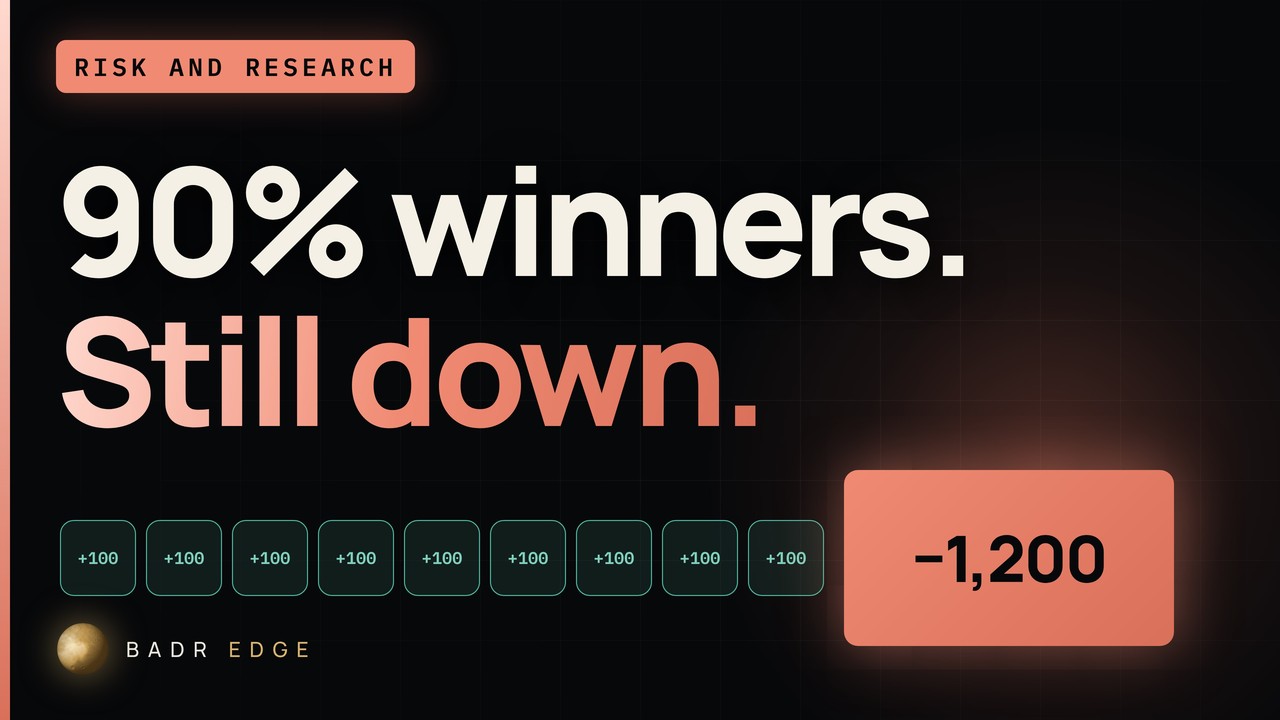 RISK AND RESEARCH
90% winners.
Still down.
+100 +100 +100 +100 +100 +100 +100 +100 +100
−1,200
BADR EDGE